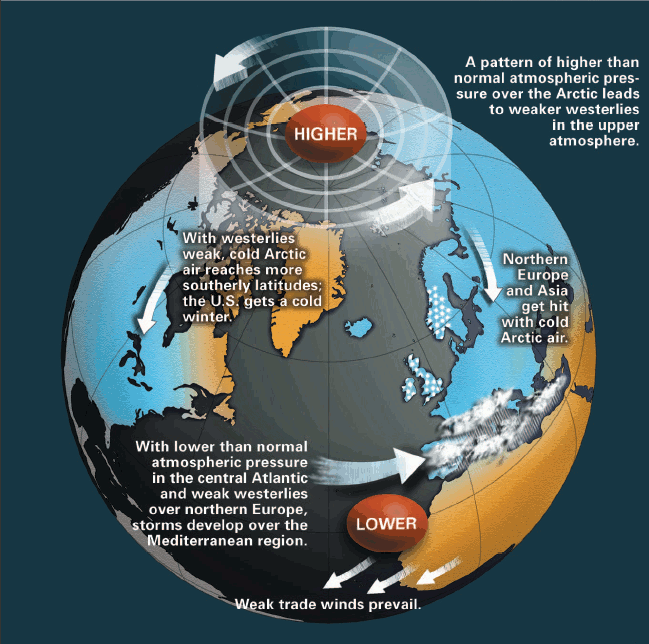 A pattern of higher than
normal atmospheric pres-
sure over the Arctic leads
to weaker westerlies
in the upper
atmosphere.
HIGHER
With westerlies
weak, cold Arctic
air reaches more
southerly latitudes;
the U.S. gets a cold
winter.
Northern
Europe
and Asia
get hit
with cold
Arctic air.
With lower than normal
atmospheric pressure
in the central Atlantic
and weak westerlies
over northern Europe,
storms develop over the
Mediterranean region.
LOWER
Weak trade winds prevail.